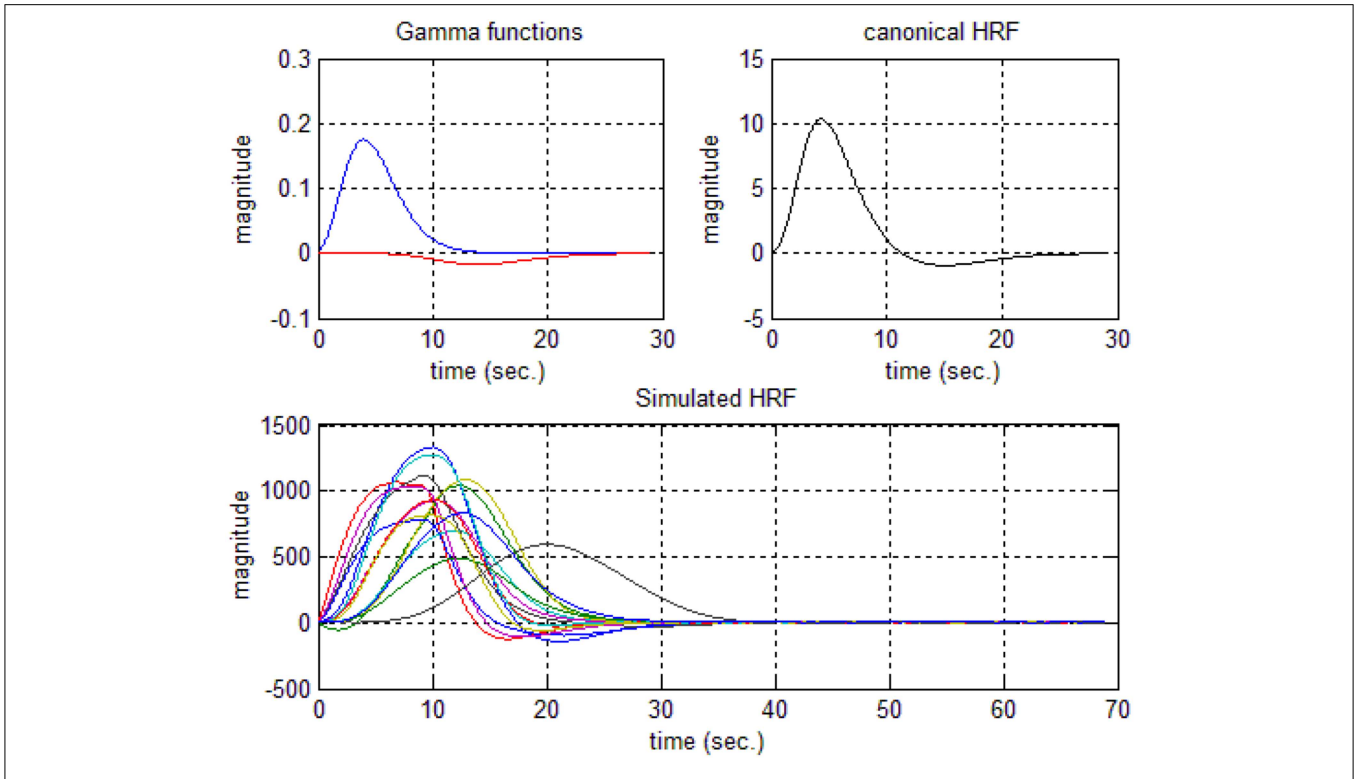 Gamma functions
0.3
0.2
0.1
0
-0.1
magnitude
0 10 20 30
time (sec.)
canonical HRF
15
10
5
0
-5
magnitude
0 10 20 30
time (sec.)
Simulated HRF
1500
1000
500
0
-500
magnitude
0 10 20 30 40 50 60 70
time (sec.)